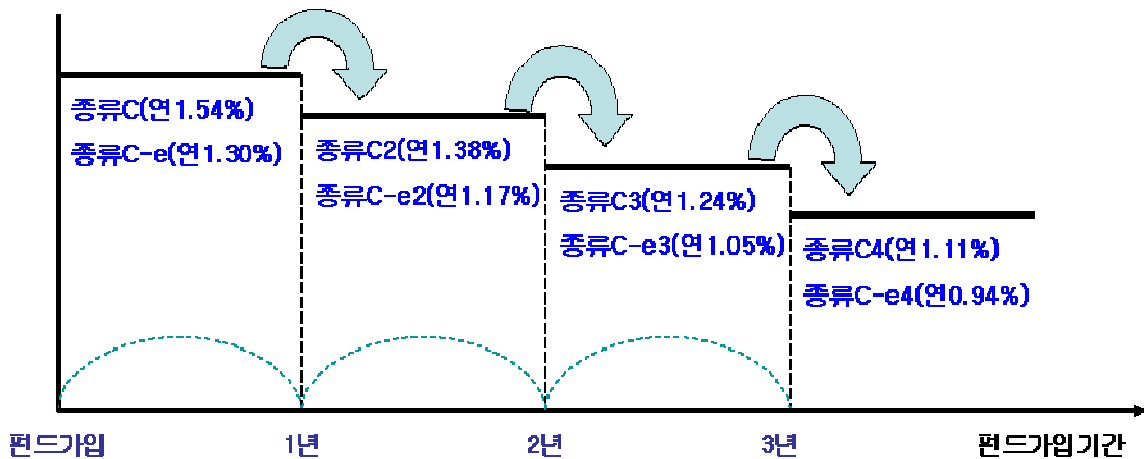 종류C(연1.54%)
종류C-e(연1.30%)
종류C2(연1.38%)
종류C-e2(연1.17%)
종류C3(연1.24%)
종류C-e3(연1.05%)
종류C4(연1.11%)
종류C-e4(연0.94%)
펀드가입 1년 2년 3년 펀드가입기간